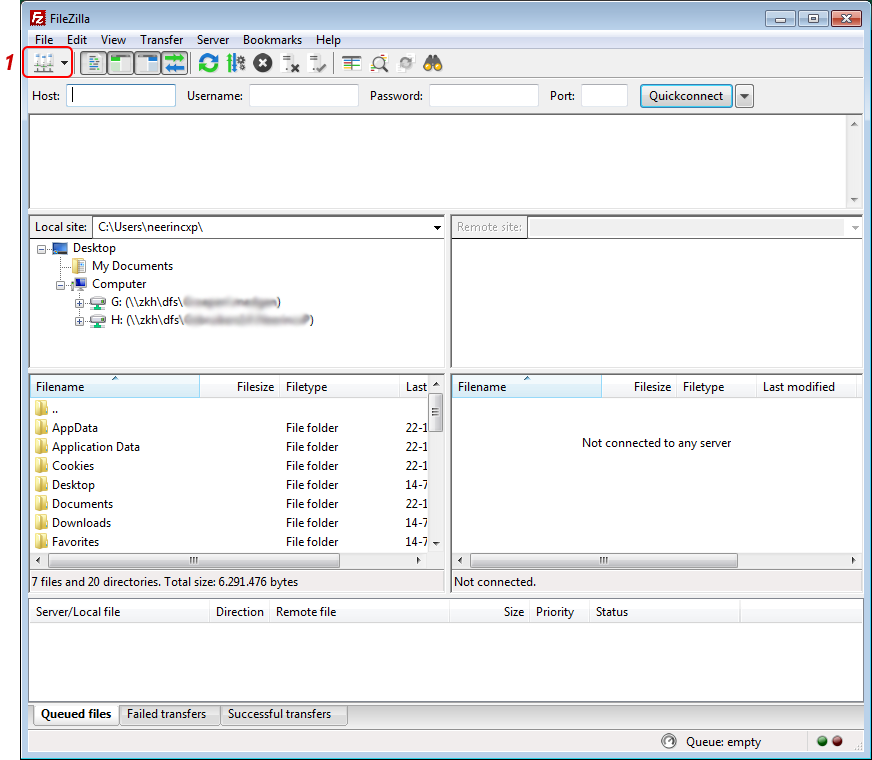 FileZilla
File Edit View Transfer Server Bookmarks Help
1
Host: Username: Password: Port: Quickconnect
Local site: C:\Users\neerincxp\ Remote site:
Desktop
My Documents
Computer
G: (\\zkh\dfs\ )
H: (\\zkh\dfs\ )
Filename Filesize Filetype Last Filename Filesize Filetype Last modified
..
AppData File folder 22-1
Application Data File folder 22-1
Cookies File folder 22-1
Desktop File folder 14-7
Documents File folder 22-1
Downloads File folder 14-7
Favorites File folder 14-7
Not connected to any server
7 files and 20 directories. Total size: 6.291.476 bytes Not connected.
Server/Local file Direction Remote file Size Priority Status
Queued files Failed transfers Successful transfers
Queue: empty